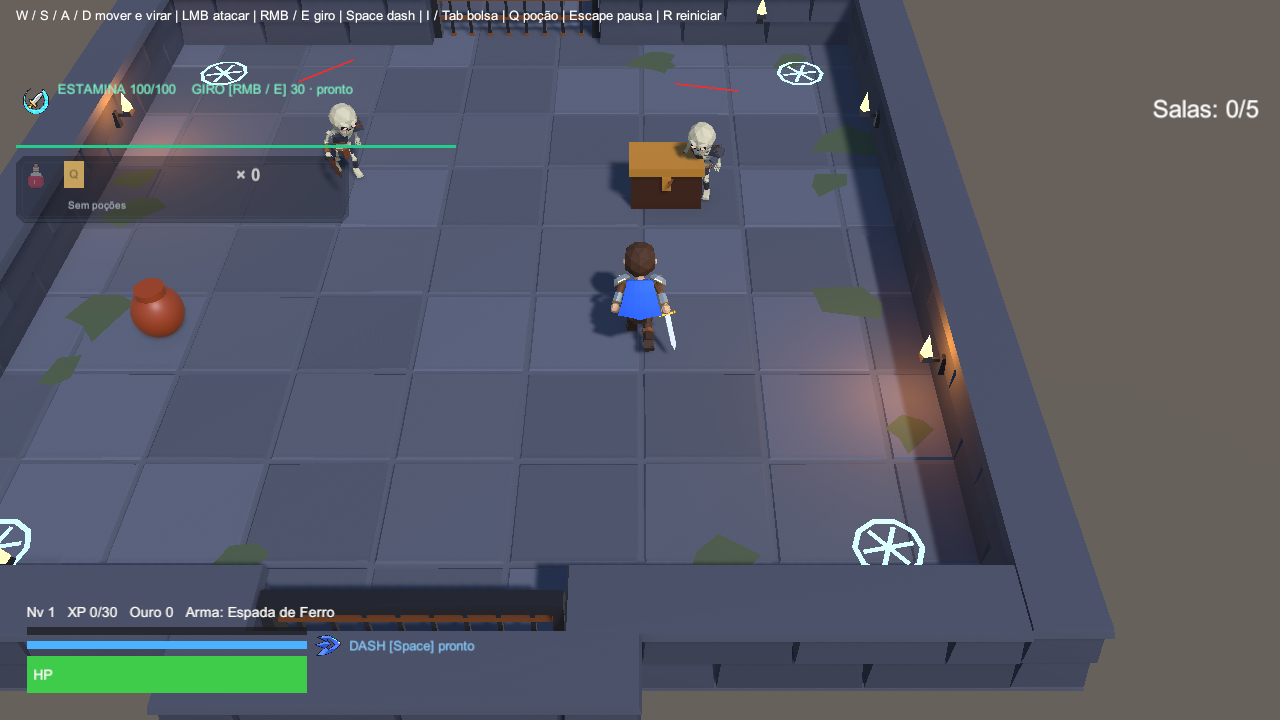 W / S / A / D mover e virar | LMB atacar | RMB / E giro | Space dash | I / Tab bolsa | Q poção | Escape pausa | R reiniciar
ESTAMINA 100/100 GIRO [RMB / E] 30 · pronto
Salas: 0/5
Q × 0
Sem poções
Nv 1 XP 0/30 Ouro 0 Arma: Espada de Ferro
DASH [Space] pronto
HP